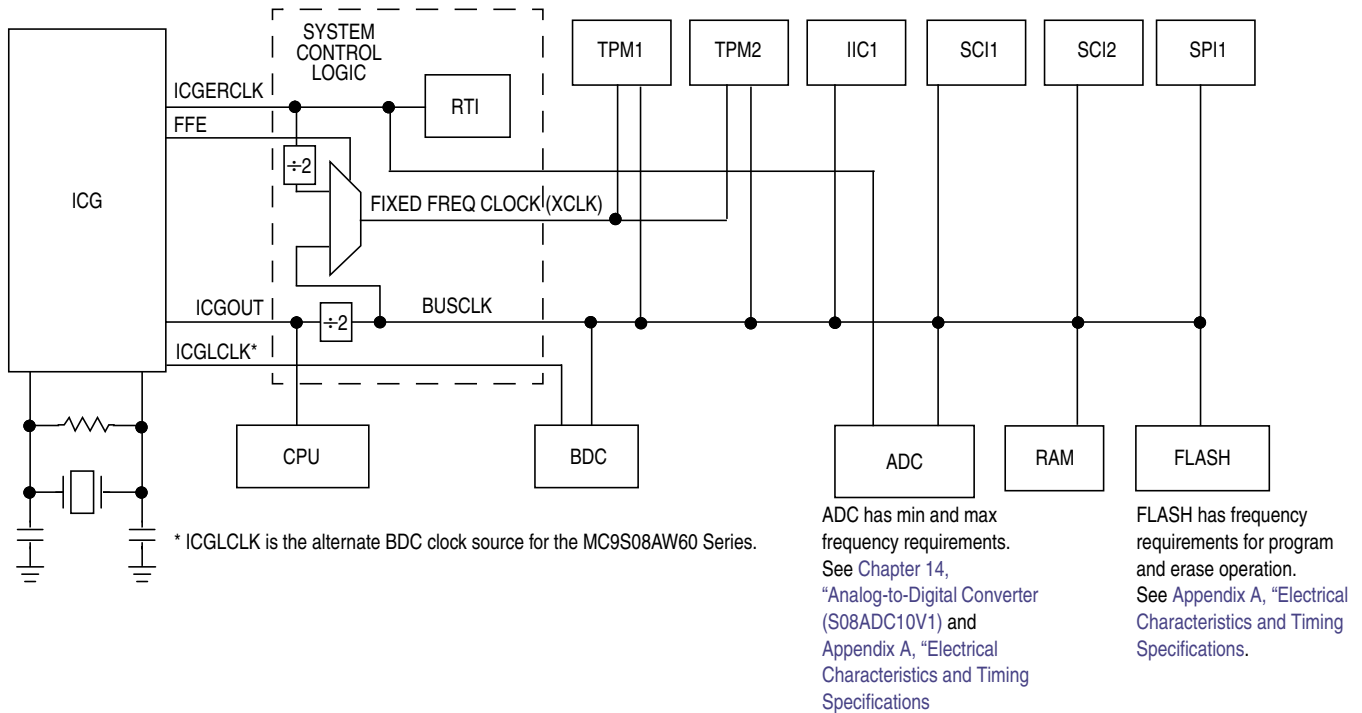 SYSTEM
CONTROL
LOGIC
TPM1
TPM2
IIC1
SCI1
SCI2
SPI1
ICGERCLK
RTI
FFE
÷2
ICG
FIXED FREQ CLOCK (XCLK)
ICGOUT
÷2
BUSCLK
ICGLCLK*
CPU
BDC
ADC
RAM
FLASH
* ICGLCLK is the alternate BDC clock source for the MC9S08AW60 Series.
ADC has min and max
frequency requirements.
See Chapter 14,
“Analog-to-Digital Converter
(S08ADC10V1) and
Appendix A, “Electrical
Characteristics and Timing
Specifications
FLASH has frequency
requirements for program
and erase operation.
See Appendix A, “Electrical
Characteristics and Timing
Specifications.